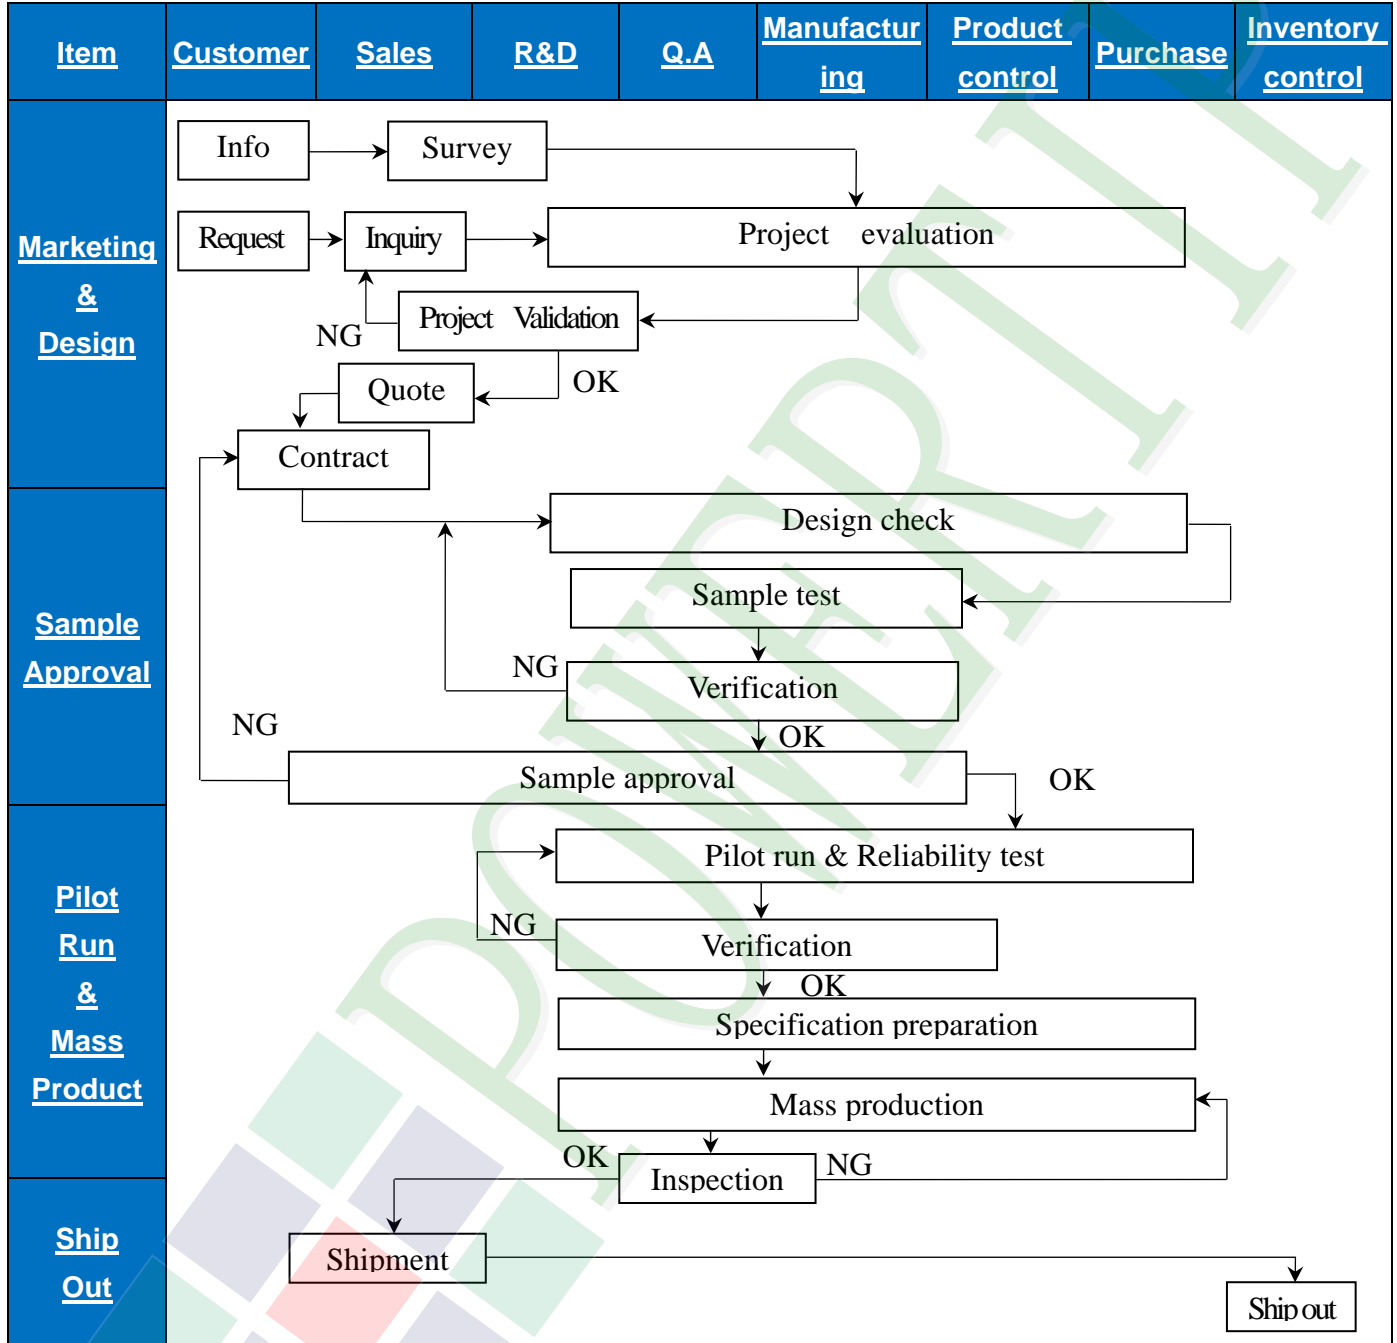 Item
Customer
Sales
R&D
Q.A
Manufactur
ing
Product
control
Purchase
Inventory
control
Marketing
&
Design
Info
Survey
Request
Inquiry
Project evaluation
Project Validation
NG
OK
Quote
Contract
Sample
Approval
Design check
Sample test
NG
Verification
NG
OK
Sample approval
OK
Pilot
Run
&
Mass
Product
Pilot run & Reliability test
NG
Verification
OK
Specification preparation
Mass production
OK
Inspection
NG
Ship
Out
Shipment
Ship out
POWERTIP